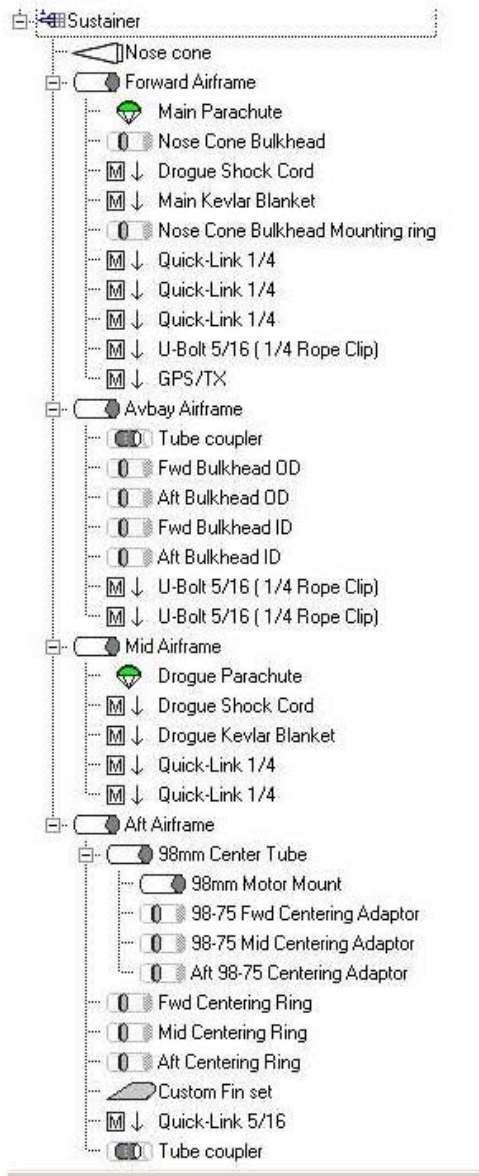 Sustainer
Nose cone
Forward Airframe
Main Parachute
Nose Cone Bulkhead
M Drogue Shock Cord
M Main Kevlar Blanket
Nose Cone Bulkhead Mounting ring
M Quick-Link 1/4
M Quick-Link 1/4
M Quick-Link 1/4
M U-Bolt 5/16 ( 1/4 Rope Clip)
M GPS/TX
Avbay Airframe
Tube coupler
Fwd Bulkhead OD
Aft Bulkhead OD
Fwd Bulkhead ID
Aft Bulkhead ID
M U-Bolt 5/16 ( 1/4 Rope Clip)
M U-Bolt 5/16 ( 1/4 Rope Clip)
Mid Airframe
Drogue Parachute
M Drogue Shock Cord
M Drogue Kevlar Blanket
M Quick-Link 1/4
M Quick-Link 1/4
Aft Airframe
98mm Center Tube
98mm Motor Mount
98-75 Fwd Centering Adaptor
98-75 Mid Centering Adaptor
Aft 98-75 Centering Adaptor
Fwd Centering Ring
Mid Centering Ring
Aft Centering Ring
Custom Fin set
M Quick-Link 5/16
Tube coupler